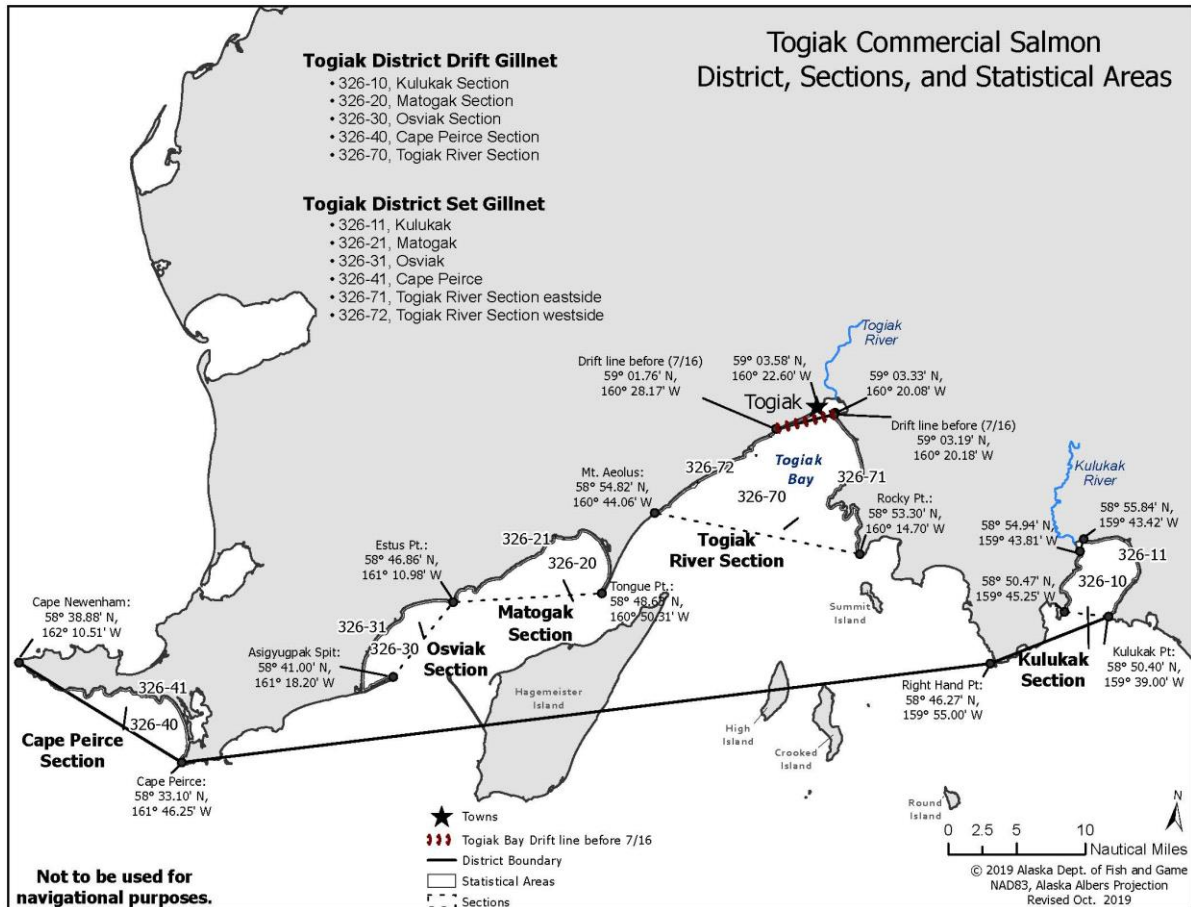 Togiak Commercial Salmon
District, Sections, and Statistical Areas
Togiak District Drift Gillnet
• 326-10, Kulukak Section
• 326-20, Matogak Section
• 326-30, Osviak Section
• 326-40, Cape Peirce Section
• 326-70, Togiak River Section
Togiak District Set Gillnet
• 326-11, Kulukak
• 326-21, Matogak
• 326-31, Osviak
• 326-41, Cape Peirce
• 326-71, Togiak River Section eastside
• 326-72, Togiak River Section westside
Togiak
River
Drift line before (7/16)
59° 01.76' N,
160° 28.17' W
59° 03.58' N,
160° 22.60' W
59° 03.33' N,
160° 20.08' W
Togiak
Drift line before (7/16)
59° 03.19' N,
160° 20.18' W
Togiak
Bay
326-72
326-71
326-70
Mt. Aeolus:
58° 54.82' N,
160° 44.06' W
Rocky Pt.:
58° 53.30' N,
160° 14.70' W
Togiak
River Section
Kulukak
River
58° 55.84' N,
159° 43.42' W
58° 54.94' N,
159° 43.81' W
326-11
326-10
58° 50.47' N,
159° 45.25' W
Estus Pt.:
58° 46.86' N,
161° 10.98' W
326-21
326-20
Tongue Pt.:
58° 48.65' N,
160° 50.31' W
Matogak
Section
Summit
Island
Cape Newenham:
58° 38.88' N,
162° 10.51' W
326-31
326-30
Osviak
Section
Asigyugpak Spit:
58° 41.00' N,
161° 18.20' W
Kulukak
Section
Kulukak Pt:
58° 50.40' N,
159° 39.00' W
Right Hand Pt:
58° 46.27' N,
159° 55.00' W
326-41
326-40
Cape Peirce
Section
Hagemeister
Island
High
Island
Crooked
Island
Cape Peirce:
58° 33.10' N,
161° 46.25' W
Round
Island
Towns
Togiak Bay Drift line before 7/16
District Boundary
Statistical Areas
Sections
N
0 2.5 5 10
Nautical Miles
Not to be used for
navigational purposes.
© 2019 Alaska Dept. of Fish and Game
NAD83, Alaska Albers Projection
Revised Oct. 2019